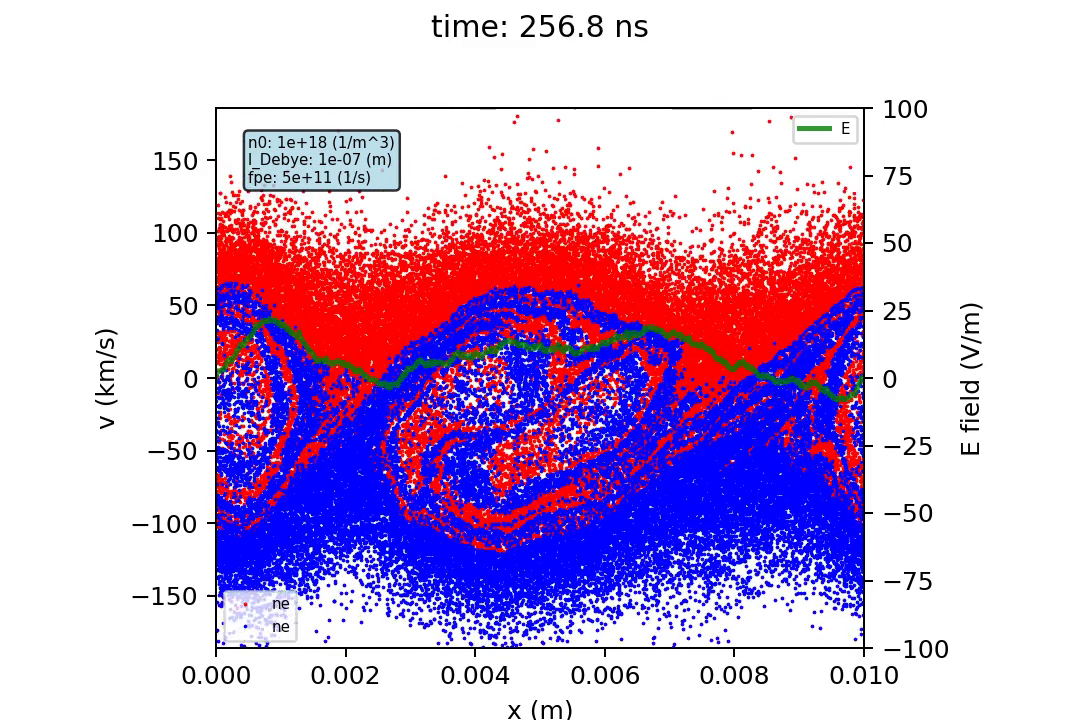 time: 256.8 ns
n0: 1e+18 (1/m^3)
l_Debye: 1e-07 (m)
fpe: 5e+11 (1/s)
E
150
100
50
0
−50
−100
−150
v (km/s)
100
75
50
25
0
−25
−50
−75
−100
E field (V/m)
ne
ne
0.000
0.002
0.004
0.006
0.008
0.010
x (m)